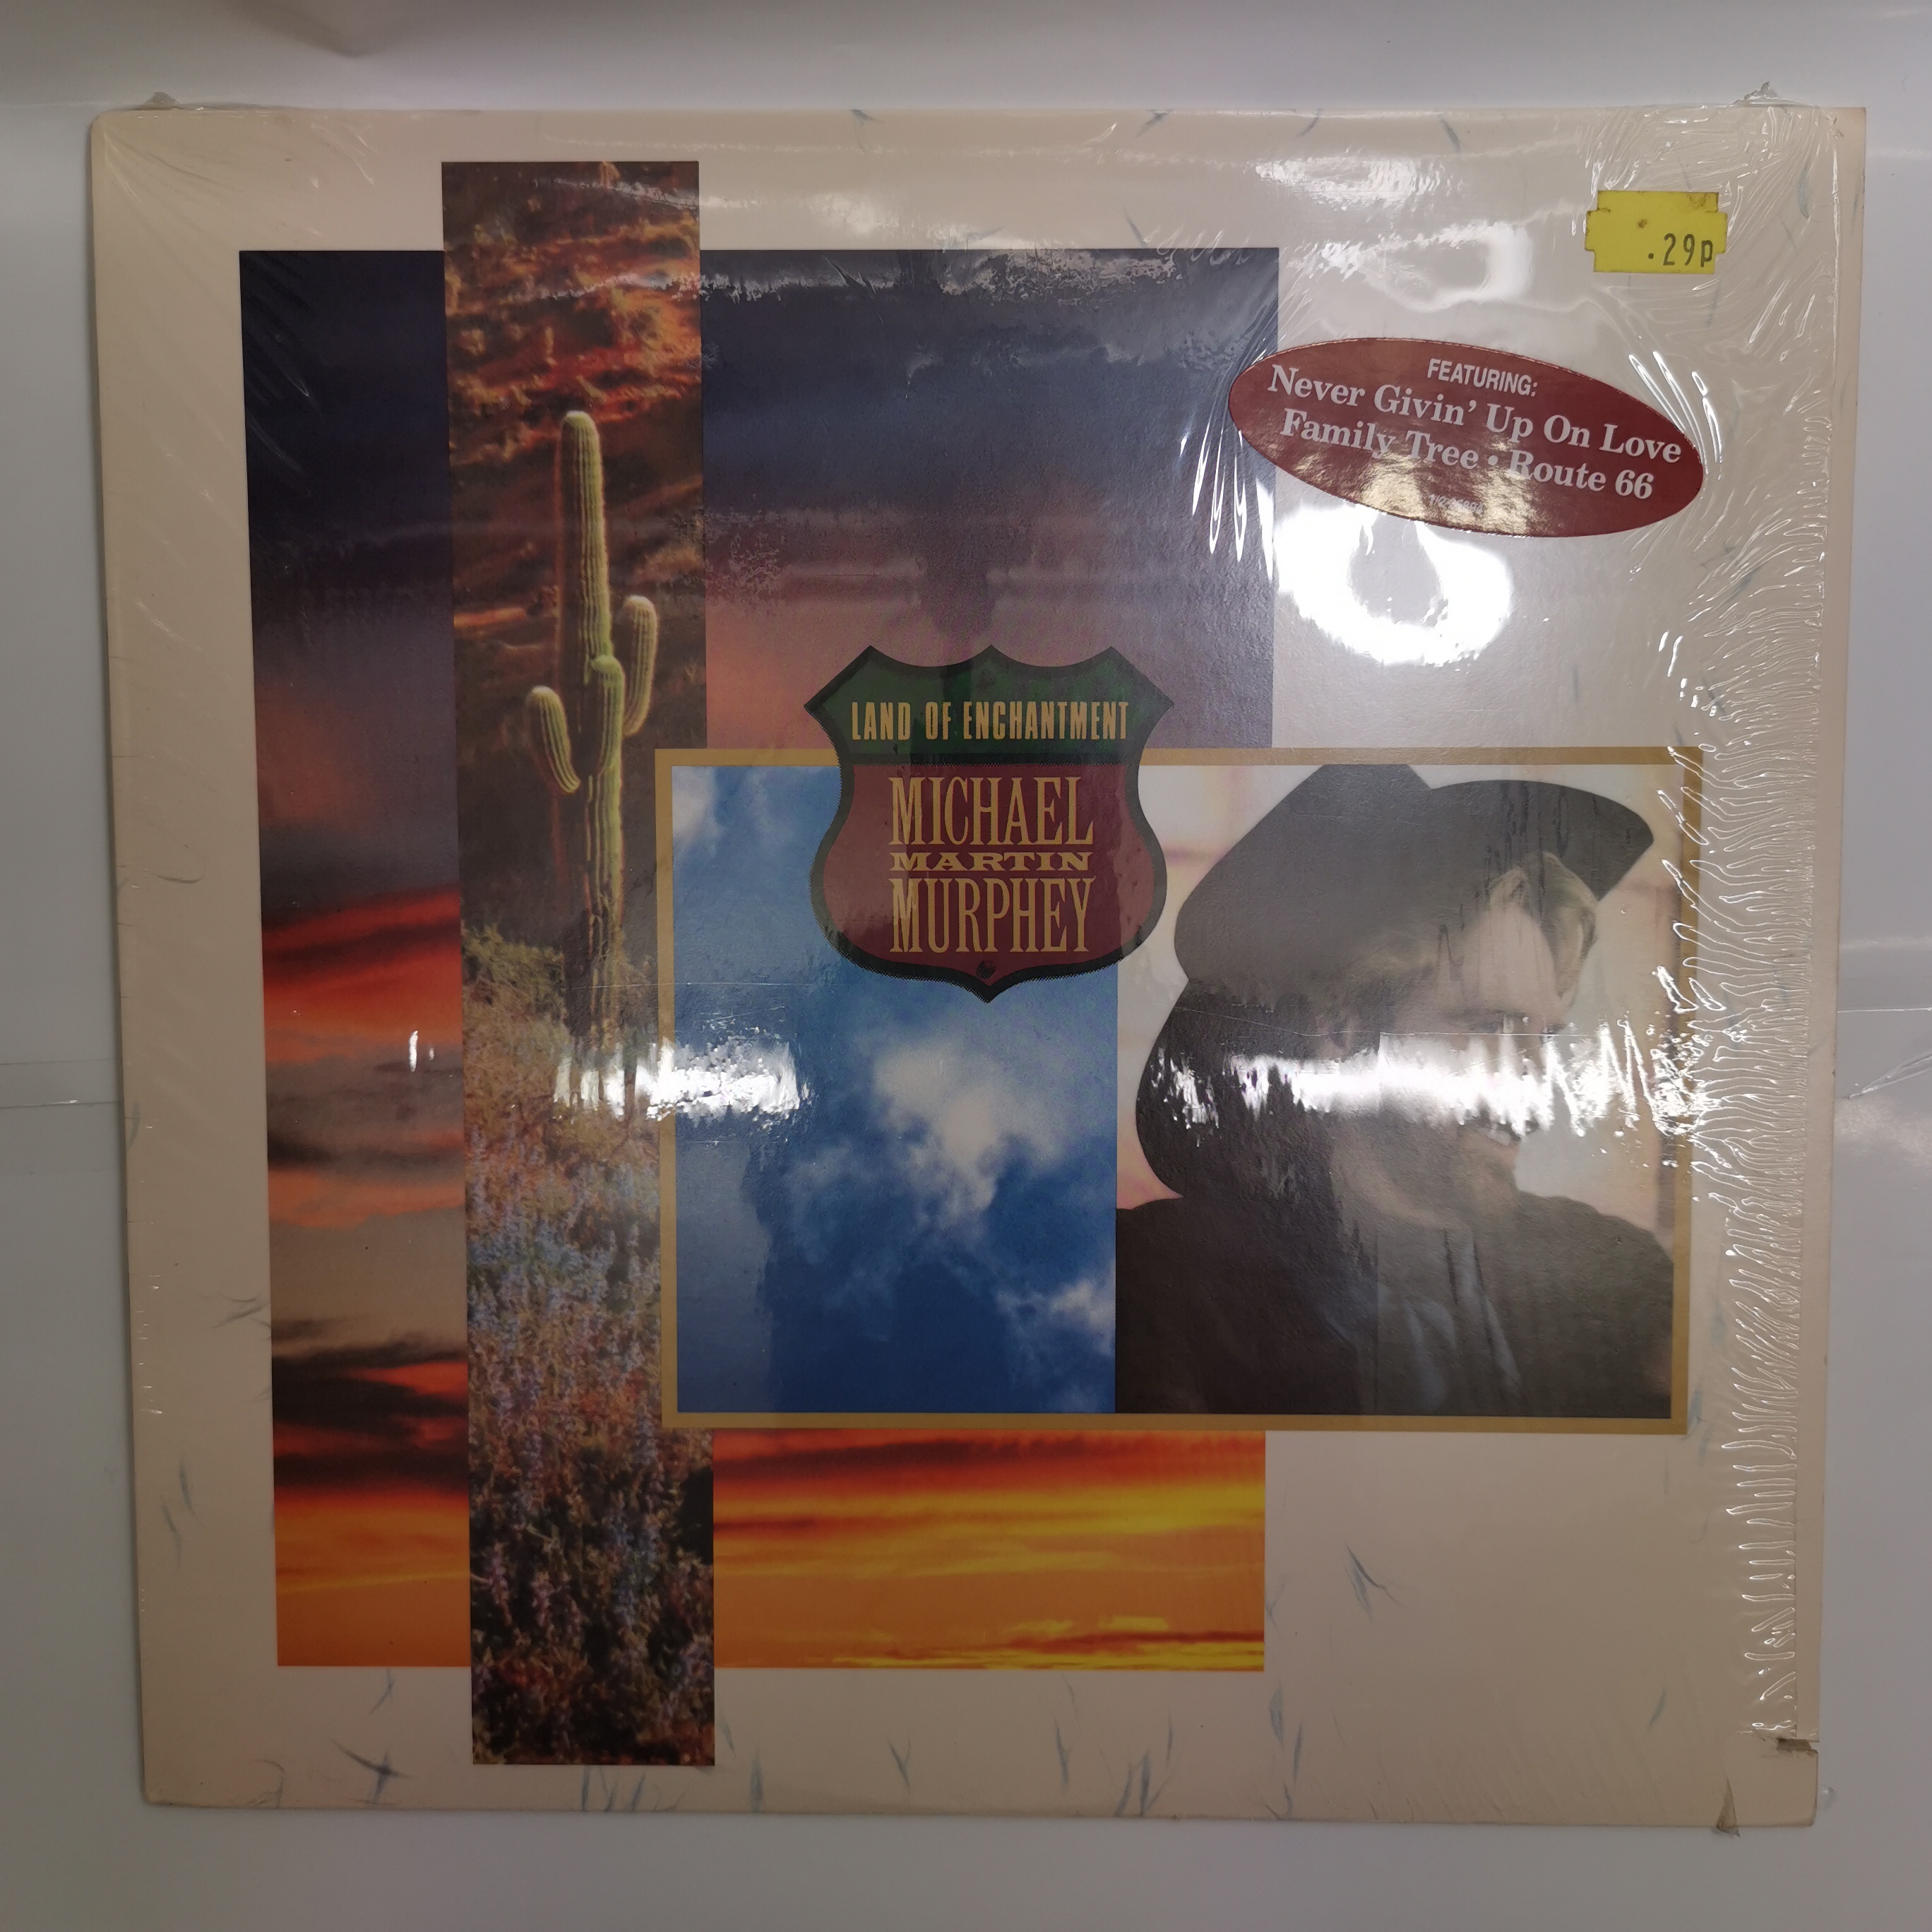 .29p
FEATURING:
Never Givin' Up On Love
Family Tree • Route 66
LAND OF ENCHANTMENT
MICHAEL
MARTIN
MURPHEY